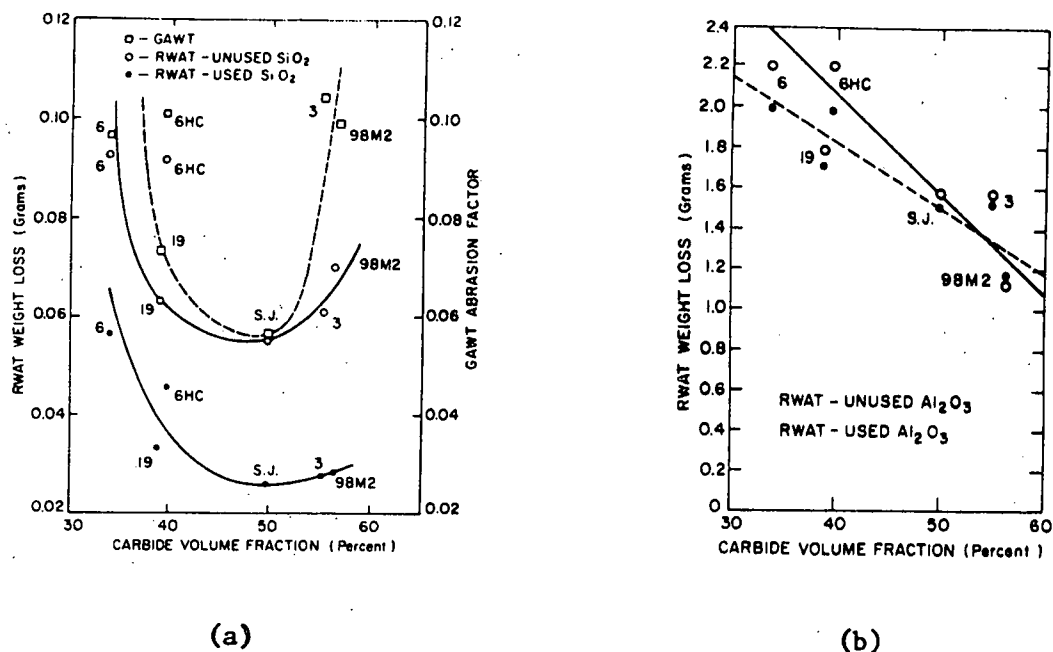 0.12
0.10
0.08
0.06
0.04
0.02
RWAT WEIGHT LOSS (Grams)
□ - GAWT
○ - RWAT - UNUSED SiO₂
• - RWAT - USED SiO₂
6
6
6HC
6HC
19
19
S.J.
3
98M2
98M2
3
6
6HC
19
S.J.
3
98M2
0.12
0.10
0.08
0.06
0.04
0.02
GAWT ABRASION FACTOR
30
40
50
60
CARBIDE VOLUME FRACTION (Percent)
(a)
2.4
2.2
2.0
1.8
1.6
1.4
1.2
1.0
0.8
0.6
0.4
0.2
0
RWAT WEIGHT LOSS (Grams)
6
6HC
19
S.J.
3
98M2
RWAT - UNUSED Al₂O₃
RWAT - USED Al₂O₃
30
40
50
60
CARBIDE VOLUME FRACTION (Percent)
(b)